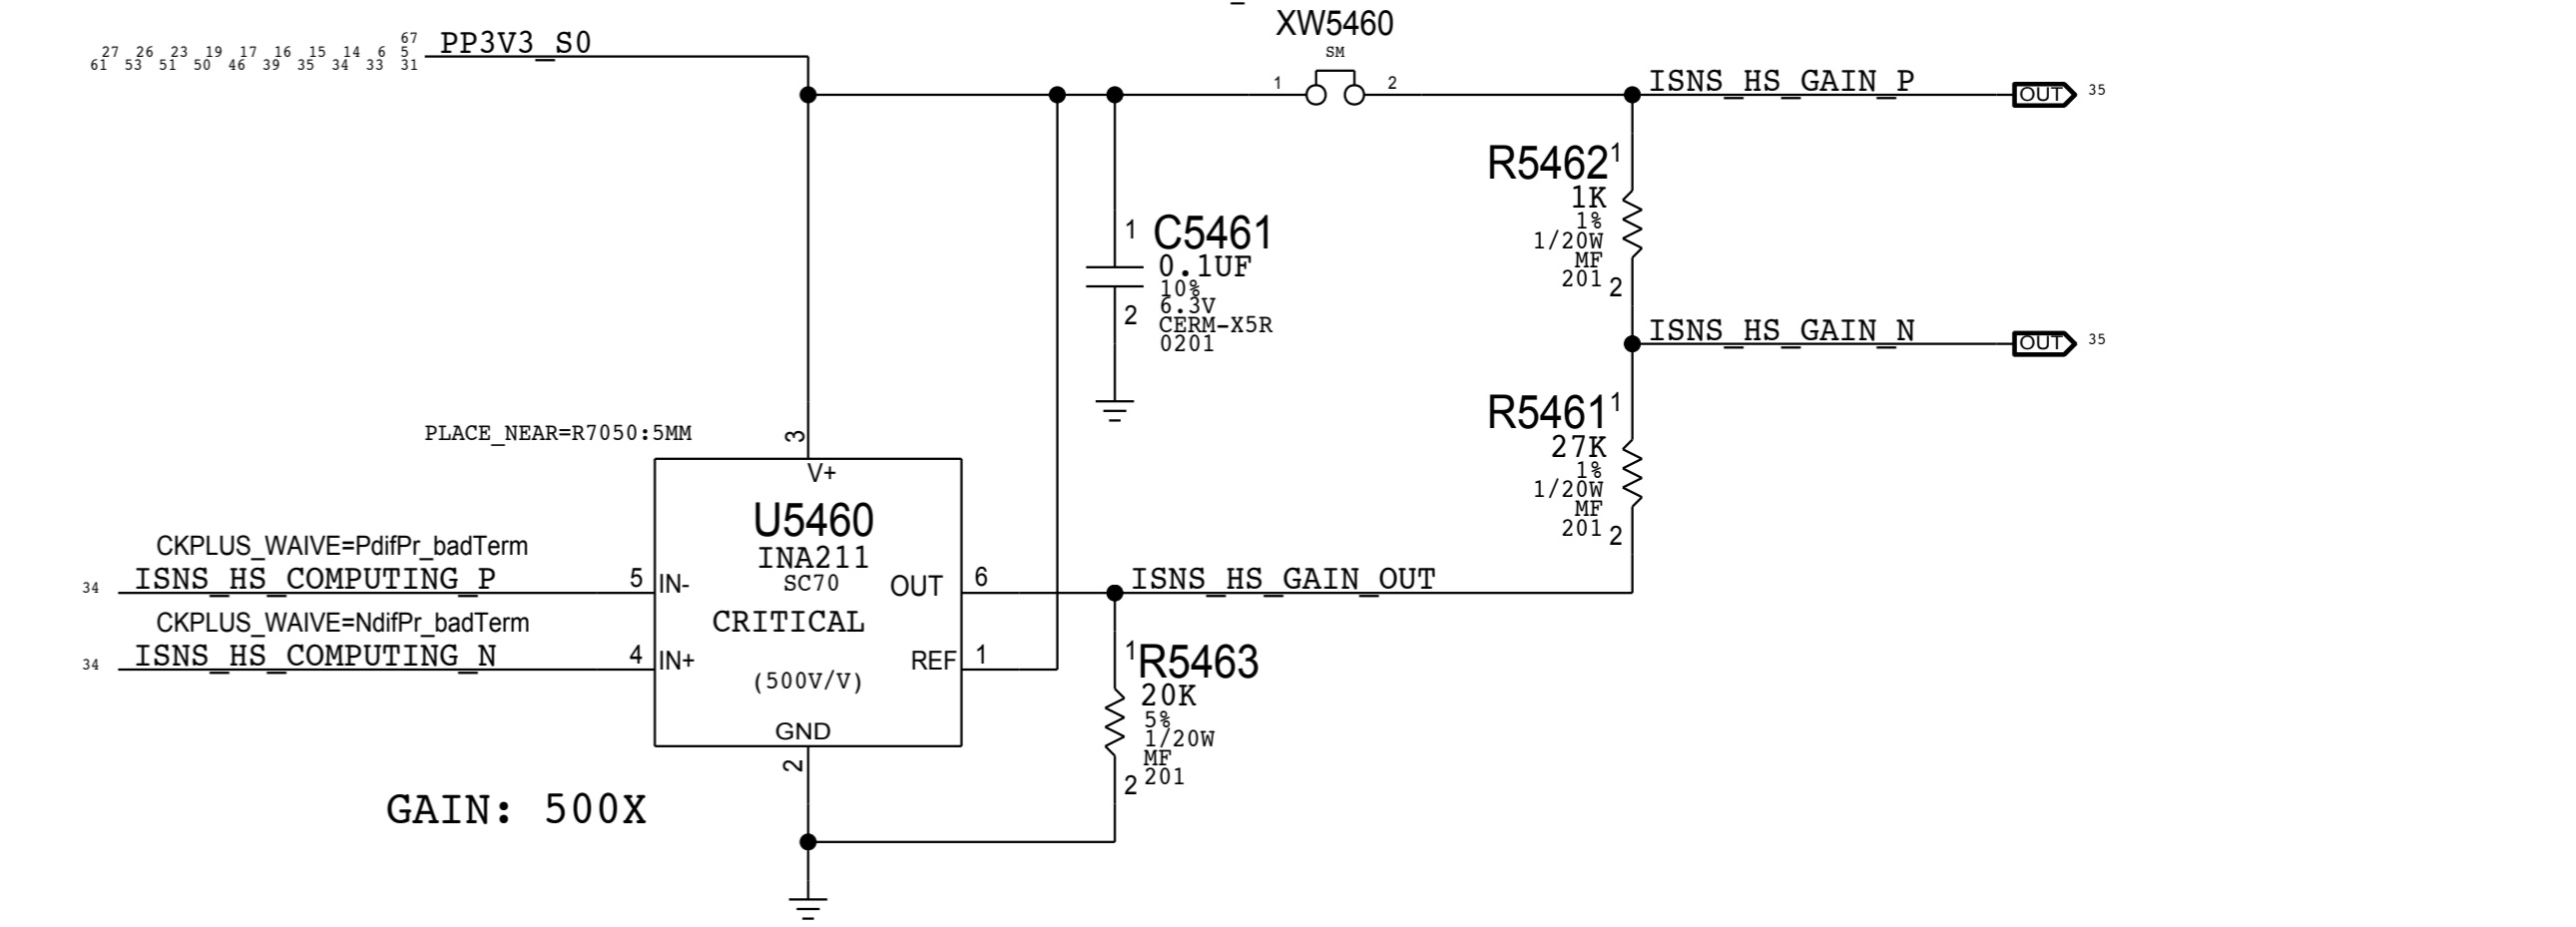 XW5460
SM
67
27 26 23 19 17 16 15 14 6 5
61 53 51 50 46 39 35 34 33 31
PP3V3_S0
1
2
ISNS_HS_GAIN_P
OUT
35
R5462
1
1K
1%
1/20W
MF
201
2
1
C5461
0.1UF
10%
6.3V
CERM-X5R
0201
2
ISNS_HS_GAIN_N
OUT
35
R5461
1
27K
1%
1/20W
MF
201
2
PLACE_NEAR=R7050:5MM
3
V+
U5460
INA211
SC70
CRITICAL
(500V/V)
CKPLUS_WAIVE=PdifPr_badTerm
34
ISNS_HS_COMPUTING_P
5
IN-
OUT
6
ISNS_HS_GAIN_OUT
CKPLUS_WAIVE=NdifPr_badTerm
34
ISNS_HS_COMPUTING_N
4
IN+
REF
1
GND
2
1
R5463
20K
5%
1/20W
MF
201
2
GAIN: 500X